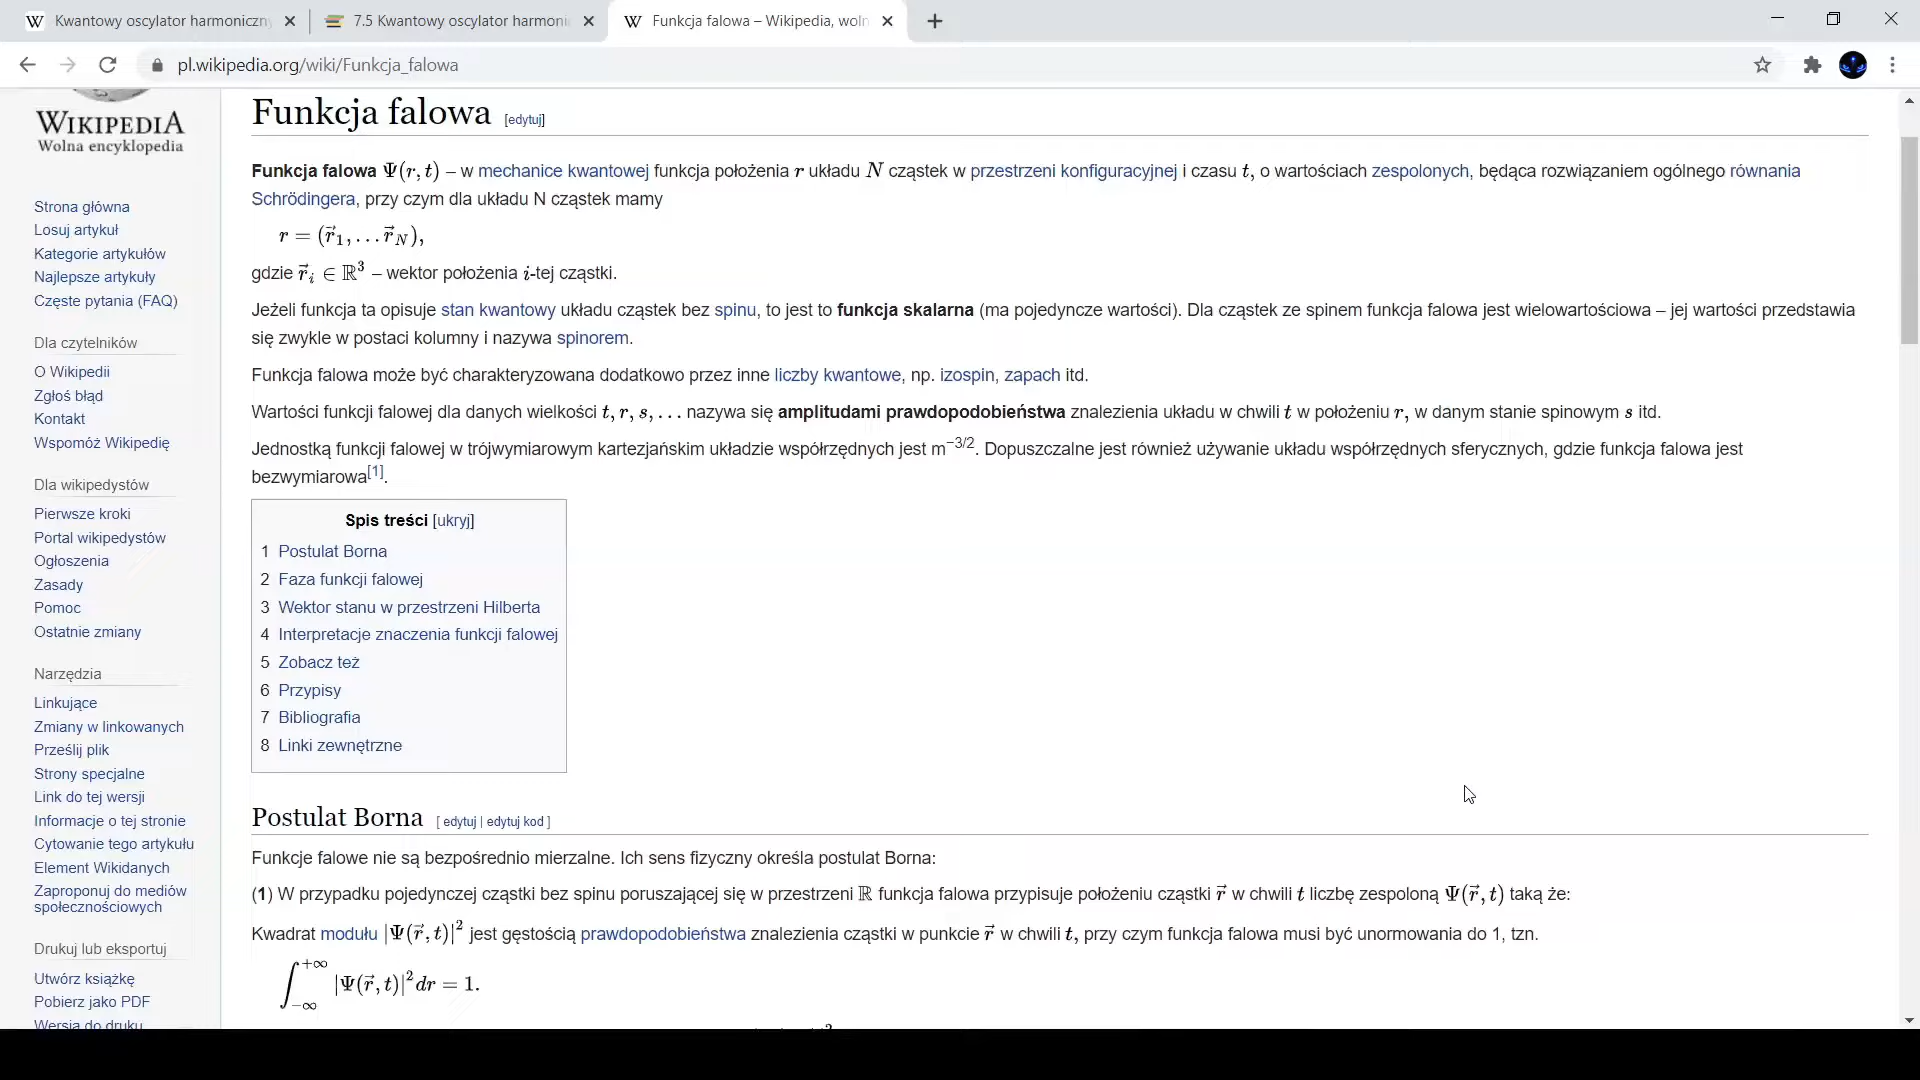 Kwantowy oscylator harmoniczn
7.5 Kwantowy oscylator harmoni
Funkcja falowa – Wikipedia, woln
pl.wikipedia.org/wiki/Funkcja_falowa
WIKIPEDIA
Wolna encyklopedia
Strona główna
Losuj artykuł
Kategorie artykułów
Najlepsze artykuły
Częste pytania (FAQ)
Dla czytelników
O Wikipedii
Zgłoś błąd
Kontakt
Wspomóż Wikipedię
Dla wikipedystów
Pierwsze kroki
Portal wikipedystów
Ogłoszenia
Zasady
Pomoc
Ostatnie zmiany
Narzędzia
Linkujące
Zmiany w linkowanych
Prześlij plik
Strony specjalne
Link do tej wersji
Informacje o tej stronie
Cytowanie tego artykułu
Element Wikidanych
Zaproponuj do mediów
społecznościowych
Drukuj lub eksportuj
Utwórz książkę
Pobierz jako PDF
Wersja do druku
Funkcja falowa [edytuj]
Funkcja falowa Ψ(r, t) – w mechanice kwantowej funkcja położenia r układu N cząstek w przestrzeni konfiguracyjnej i czasu t, o wartościach zespolonych, będąca rozwiązaniem ogólnego równania
Schrödingera, przy czym dla układu N cząstek mamy
r = (r⃗₁, … r⃗_N),
gdzie r⃗ᵢ ∈ ℝ³ – wektor położenia i-tej cząstki.
Jeżeli funkcja ta opisuje stan kwantowy układu cząstek bez spinu, to jest to funkcja skalarna (ma pojedyncze wartości). Dla cząstek ze spinem funkcja falowa jest wielowartościowa – jej wartości przedstawia
się zwykle w postaci kolumny i nazywa spinorem.
Funkcja falowa może być charakteryzowana dodatkowo przez inne liczby kwantowe, np. izospin, zapach itd.
Wartości funkcji falowej dla danych wielkości t, r, s, … nazywa się amplitudami prawdopodobieństwa znalezienia układu w chwili t w położeniu r, w danym stanie spinowym s itd.
Jednostką funkcji falowej w trójwymiarowym kartezjańskim układzie współrzędnych jest m⁻³/². Dopuszczalne jest również używanie układu współrzędnych sferycznych, gdzie funkcja falowa jest
bezwymiarowa[1].
Spis treści [ukryj]
1 Postulat Borna
2 Faza funkcji falowej
3 Wektor stanu w przestrzeni Hilberta
4 Interpretacje znaczenia funkcji falowej
5 Zobacz też
6 Przypisy
7 Bibliografia
8 Linki zewnętrzne
Postulat Borna [ edytuj | edytuj kod ]
Funkcje falowe nie są bezpośrednio mierzalne. Ich sens fizyczny określa postulat Borna:
(1) W przypadku pojedynczej cząstki bez spinu poruszającej się w przestrzeni ℝ funkcja falowa przypisuje położeniu cząstki r⃗ w chwili t liczbę zespoloną Ψ(r⃗, t) taką że:
Kwadrat modułu |Ψ(r⃗, t)|² jest gęstością prawdopodobieństwa znalezienia cząstki w punkcie r⃗ w chwili t, przy czym funkcja falowa musi być unormowania do 1, tzn.
∫₋∞⁺∞ |Ψ(r⃗, t)|² dr = 1.